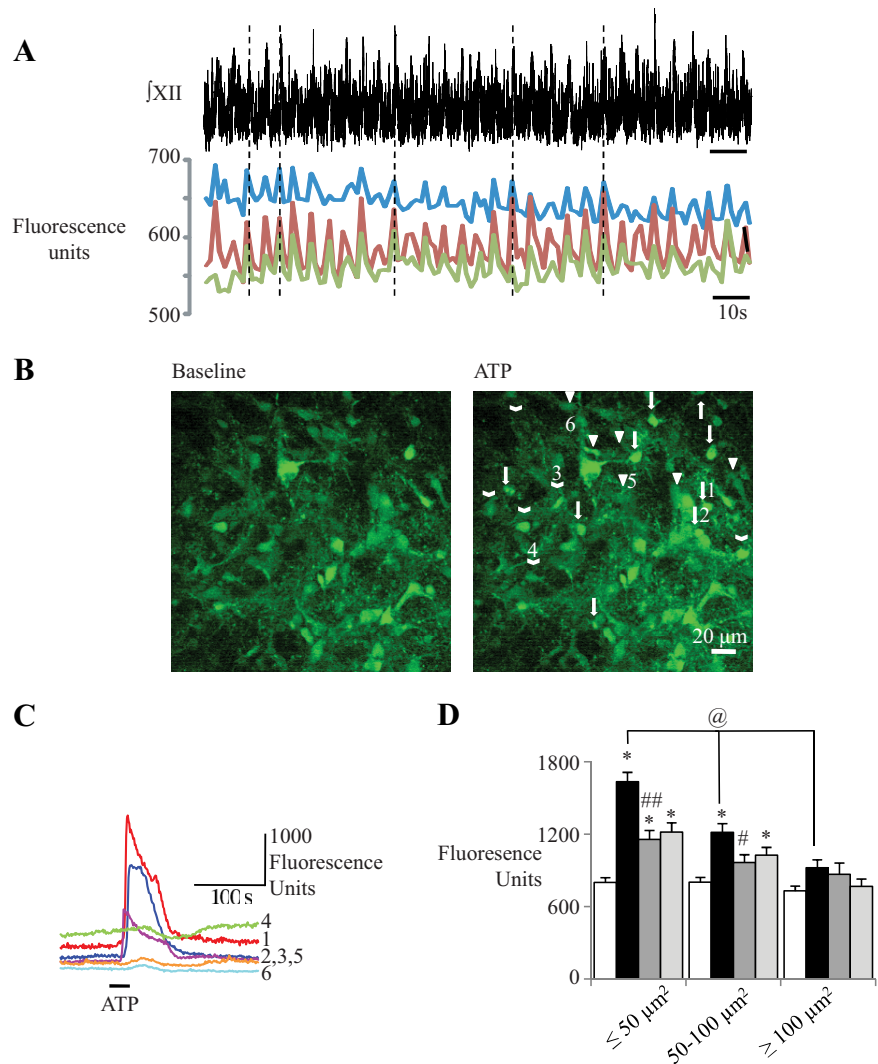 A
∫XII
700
Fluorescence
units
600
500
10s
B
Baseline
ATP
6
3
5
1
2
4
20 µm
C
1000
Fluorescence
Units
100 s
4
1
2,3,5
6
ATP
D
@
1800
*
##
* *
*
#
*
1200
Fluoresence
Units
600
0
≤ 50 µm²
50-100 µm²
≥ 100 µm²